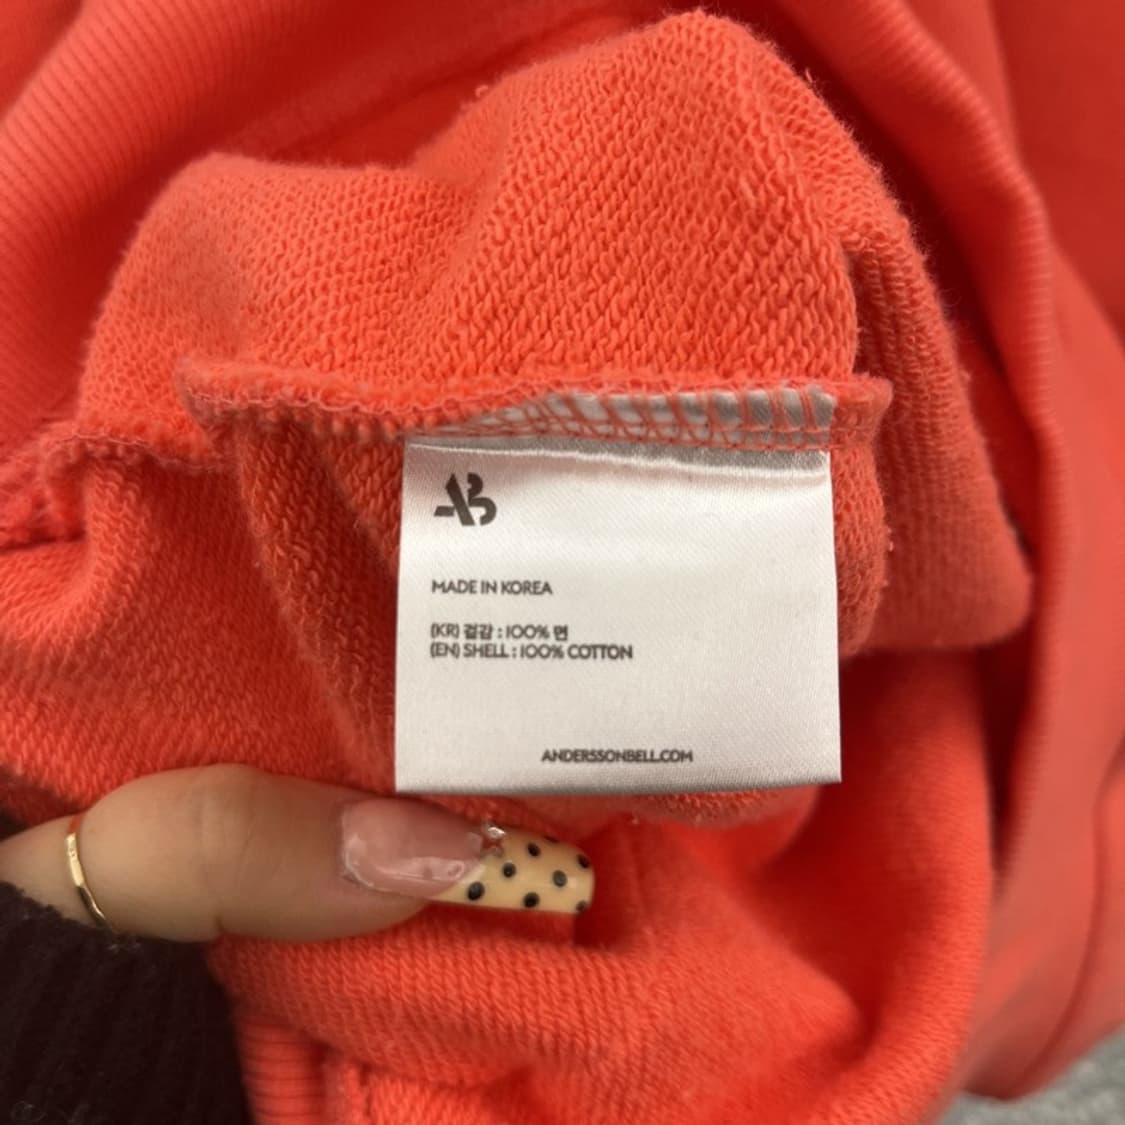 AB
MADE IN KOREA
(KR) 겉감 : 100% 면
(EN) SHELL : 100% COTTON
ANDERSSONBELL.COM